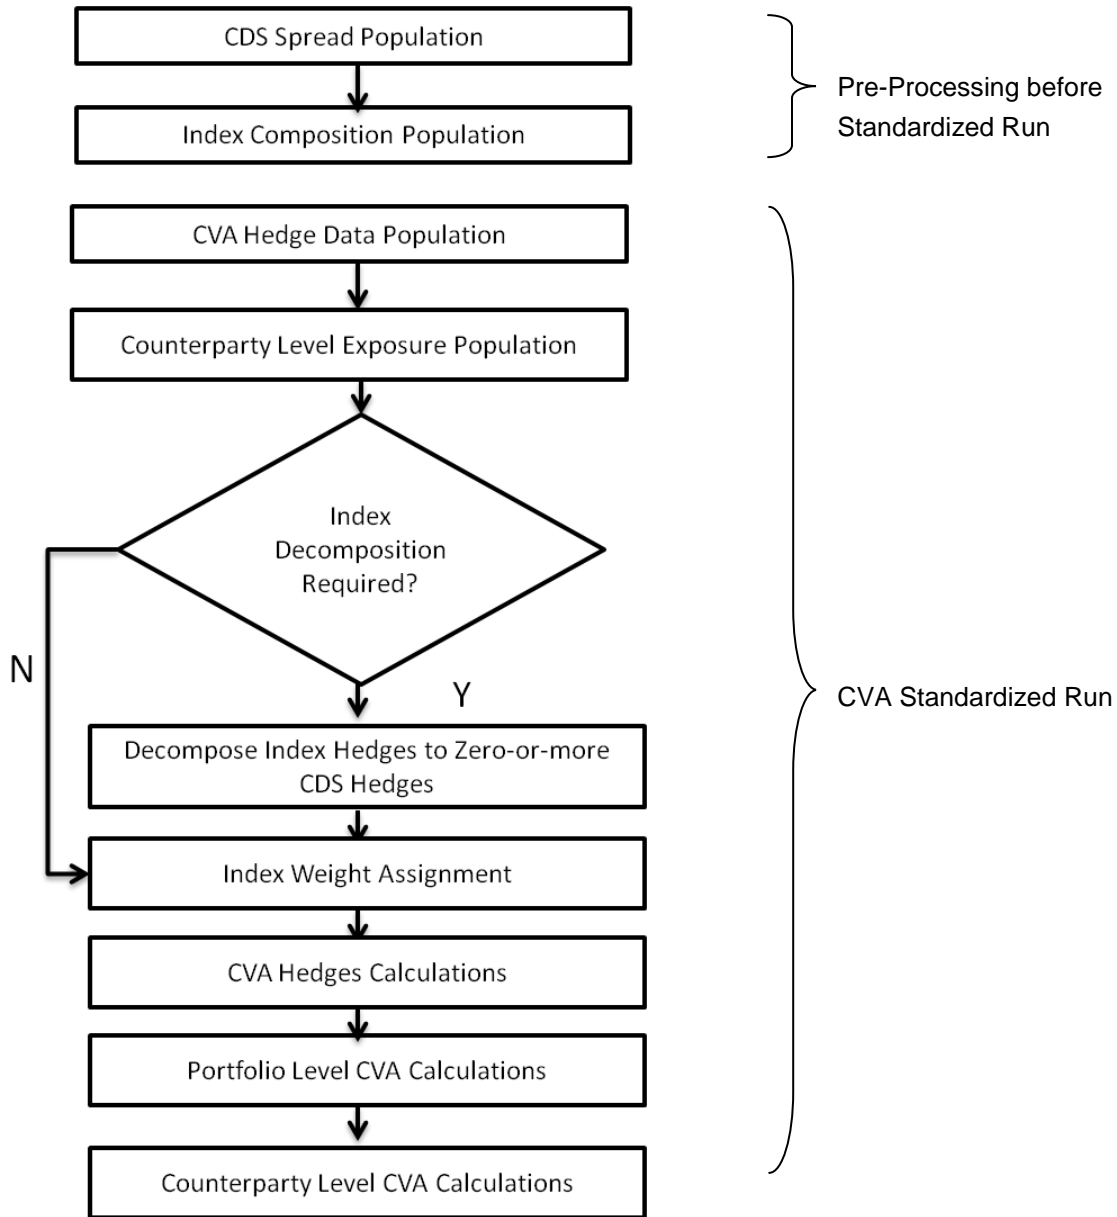 CDS Spread Population
Pre-Processing before
Standardized Run
Index Composition Population
CVA Hedge Data Population
Counterparty Level Exposure Population
Index
Decomposition
Required?
N
Y
CVA Standardized Run
Decompose Index Hedges to Zero-or-more
CDS Hedges
Index Weight Assignment
CVA Hedges Calculations
Portfolio Level CVA Calculations
Counterparty Level CVA Calculations